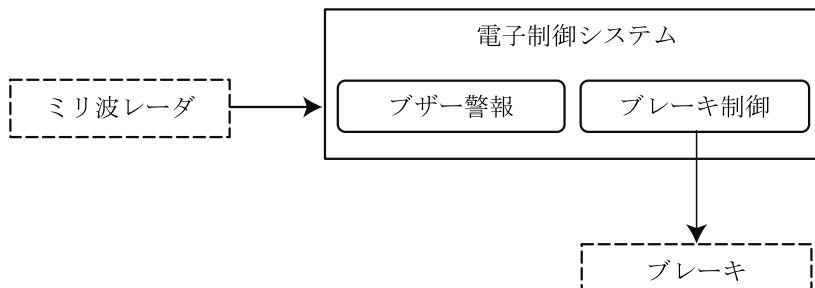 電子制御システム
ミリ波レーダ
ブザー警報
ブレーキ制御
ブレーキ